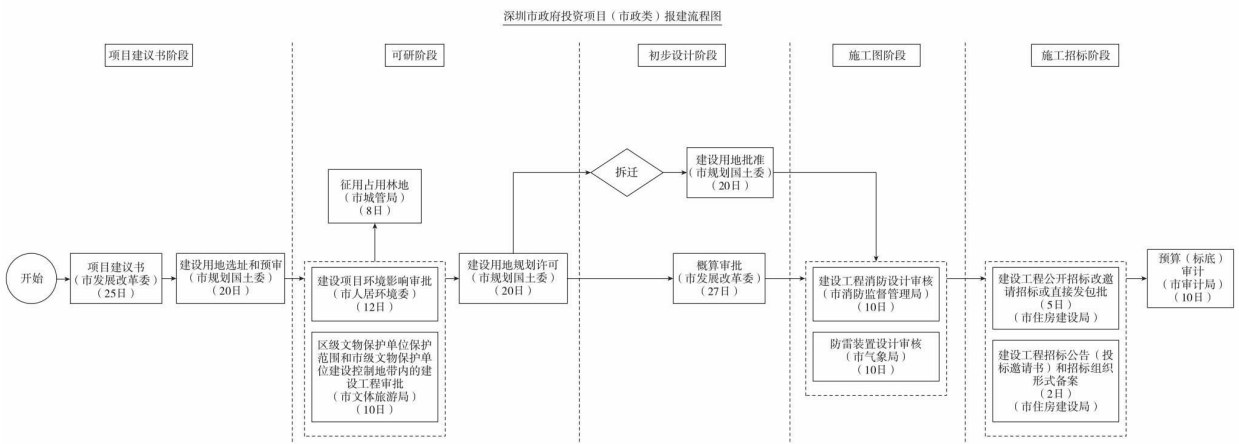 深圳市政府投资项目（市政类）报建流程图
项目建议书阶段
可研阶段
初步设计阶段
施工图阶段
施工招标阶段
开始
项目建议书
（市发展改革委）
（25日）
建设用地选址和预审
（市规划国土委）
（20日）
征用占用林地
（市城管局）
（8日）
建设项目环境影响审批
（市人居环境委）
（12日）
区级文物保护单位保护
范围和市级文物保护单
位建设控制地带内的建
设工程审批
（市文体旅游局）
（10日）
建设用地规划许可
（市规划国土委）
（20日）
拆迁
建设用地批准
（市规划国土委）
（20日）
概算审批
（市发展改革委）
（27日）
建设工程消防设计审核
（市消防监督管理局）
（10日）
防雷装置设计审核
（市气象局）
（10日）
建设工程公开招标改邀
请招标或直接发包批
（5日）
（市住房建设局）
建设工程招标公告（投
标邀请书）和招标组织
形式备案
（2日）
（市住房建设局）
预算（标底）
审计
（市审计局）
（10日）